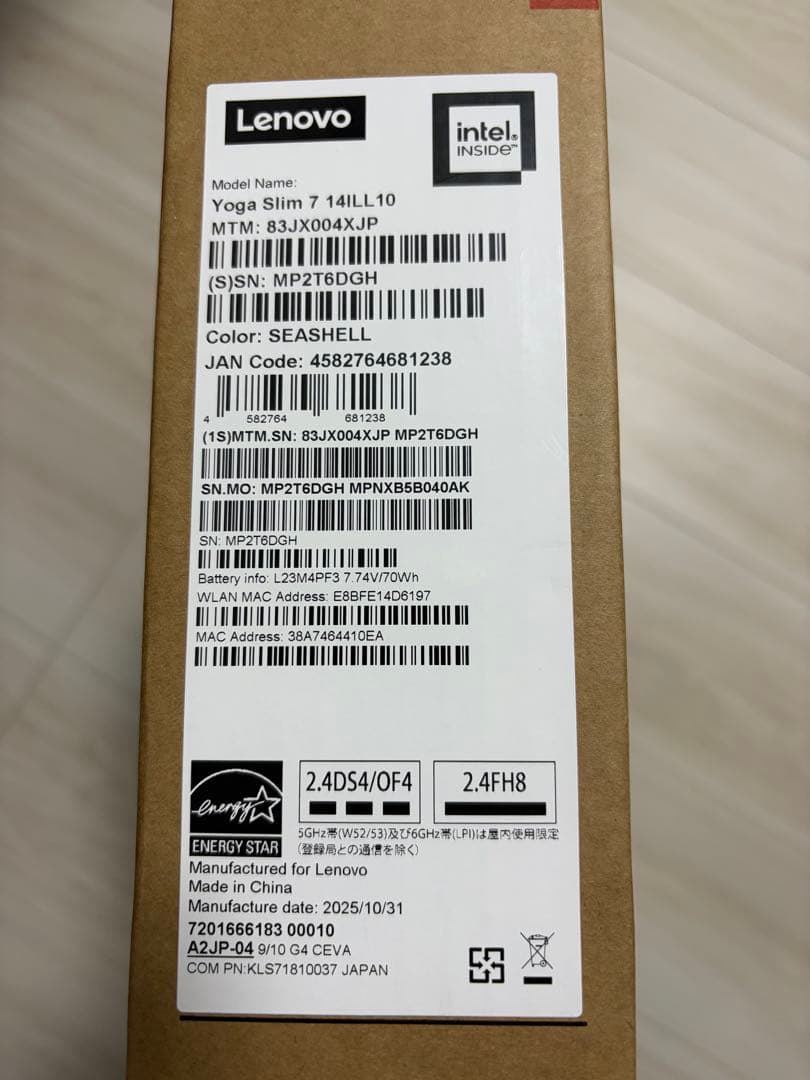 Lenovo
intel.
INSIDE™
Model Name:
Yoga Slim 7 14ILL10
MTM: 83JX004XJP
(S)SN: MP2T6DGH
Color: SEASHELL
JAN Code: 4582764681238
4 582764 681238
(1S)MTM.SN: 83JX004XJP MP2T6DGH
SN.MO: MP2T6DGH MPNXB5B040AK
SN: MP2T6DGH
Battery info: L23M4PF3 7.74V/70Wh
WLAN MAC Address: E8BFE14D6197
MAC Address: 38A7464410EA
energy
ENERGY STAR
2.4DS4/OF4
2.4FH8
5GHz帯(W52/53)及び6GHz帯(LPI)は屋内使用限定
(登録局との通信を除く)
Manufactured for Lenovo
Made in China
Manufacture date: 2025/10/31
7201666183 00010
A2JP-04 9/10 G4 CEVA
COM PN:KLS71810037 JAPAN